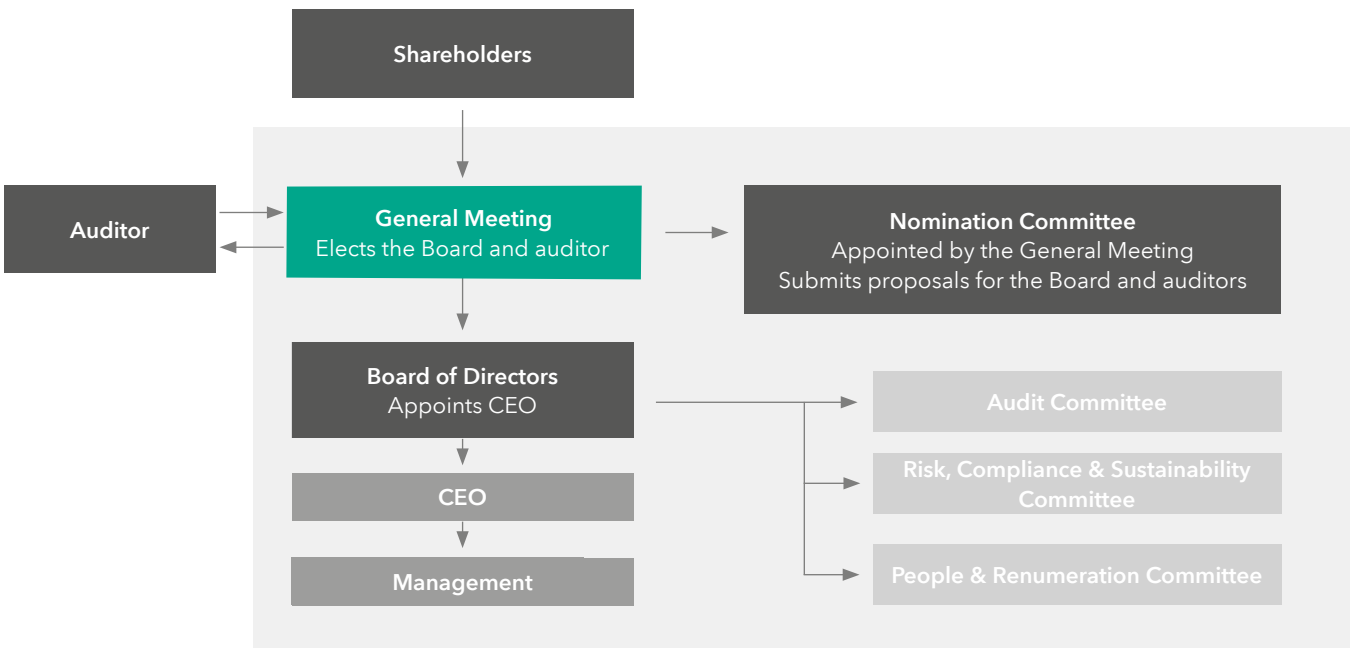 Shareholders
Auditor
General Meeting
Elects the Board and auditor
Nomination Committee
Appointed by the General Meeting
Submits proposals for the Board and auditors
Board of Directors
Appoints CEO
Audit Committee
Risk, Compliance & Sustainability
Committee
CEO
People & Renumeration Committee
Management